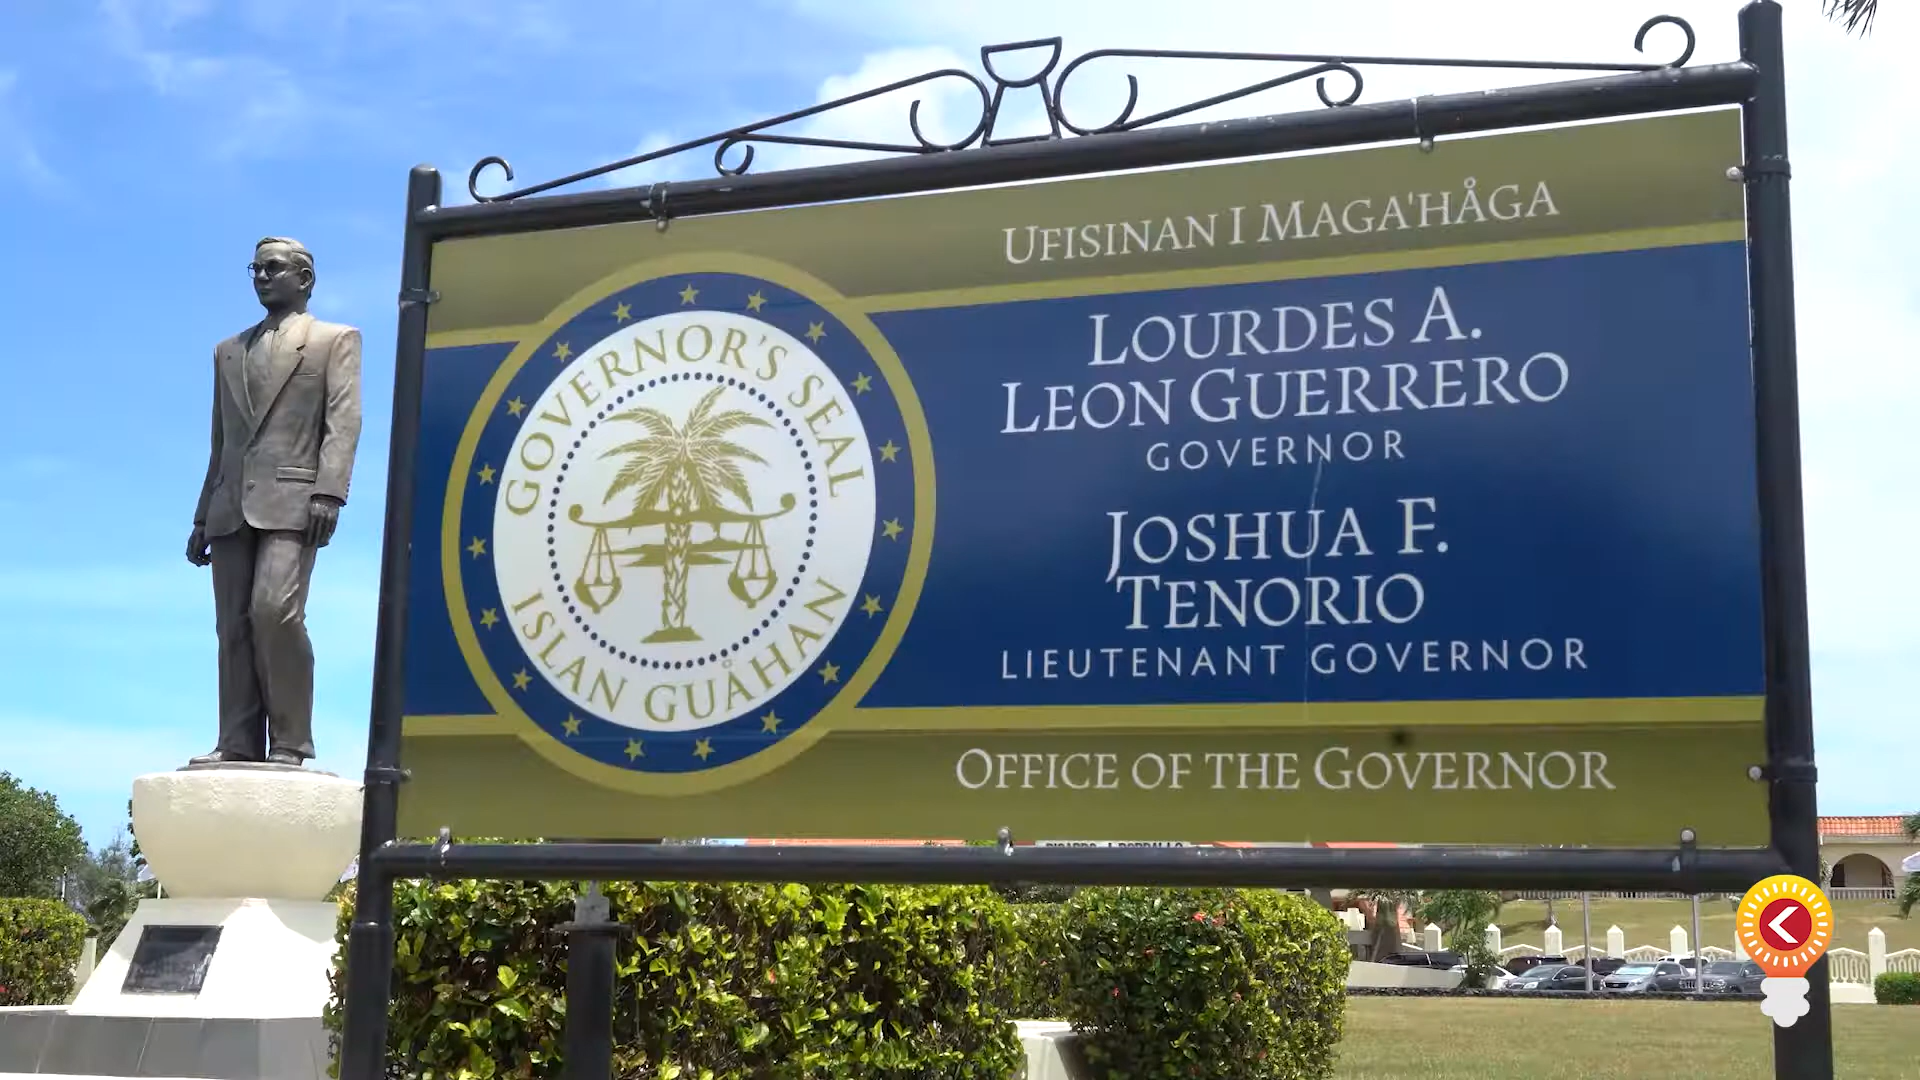 UFISINAN I MAGA'HÅGA
LOURDES A.
LEON GUERRERO
GOVERNOR
JOSHUA F.
TENORIO
LIEUTENANT GOVERNOR
OFFICE OF THE GOVERNOR
GOVERNOR'S SEAL
ISLAN GUÅHAN